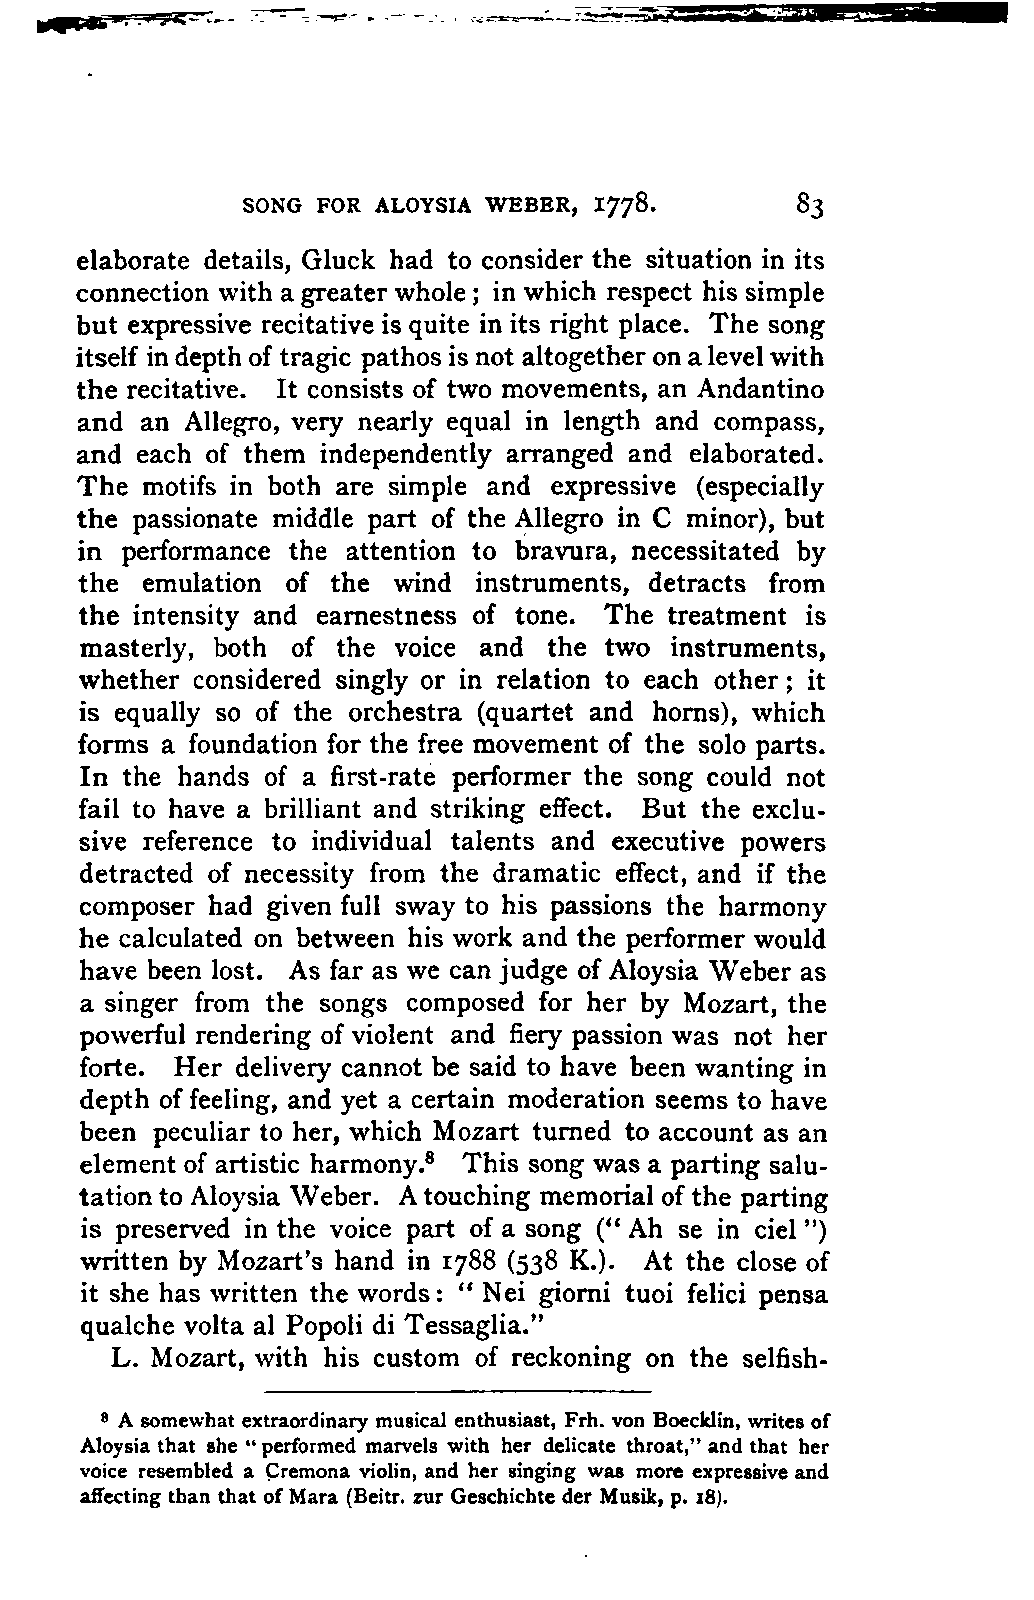 SONG FOR ALOYSIA WEBER, 1778. 83
elaborate details, Gluck had to consider the situation in its
connection with a greater whole; in which respect his simple
but expressive recitative is quite in its right place. The song
itself in depth of tragic pathos is not altogether on a level with
the recitative. It consists of two movements, an Andantino
and an Allegro, very nearly equal in length and compass,
and each of them independently arranged and elaborated.
The motifs in both are simple and expressive (especially
the passionate middle part of the Allegro in C minor), but
in performance the attention to bravura, necessitated by
the emulation of the wind instruments, detracts from
the intensity and earnestness of tone. The treatment is
masterly, both of the voice and the two instruments,
whether considered singly or in relation to each other; it
is equally so of the orchestra (quartet and horns), which
forms a foundation for the free movement of the solo parts.
In the hands of a first-rate performer the song could not
fail to have a brilliant and striking effect. But the exclu-
sive reference to individual talents and executive powers
detracted of necessity from the dramatic effect, and if the
composer had given full sway to his passions the harmony
he calculated on between his work and the performer would
have been lost. As far as we can judge of Aloysia Weber as
a singer from the songs composed for her by Mozart, the
powerful rendering of violent and fiery passion was not her
forte. Her delivery cannot be said to have been wanting in
depth of feeling, and yet a certain moderation seems to have
been peculiar to her, which Mozart turned to account as an
element of artistic harmony.⁸ This song was a parting salu-
tation to Aloysia Weber. A touching memorial of the parting
is preserved in the voice part of a song (“Ah se in ciel”)
written by Mozart's hand in 1788 (538 K.). At the close of
it she has written the words: “Nei giorni tuoi felici pensa
qualche volta al Popoli di Tessaglia.”
L. Mozart, with his custom of reckoning on the selfish-
⁸ A somewhat extraordinary musical enthusiast, Frh. von Boecklin, writes of
Aloysia that she “performed marvels with her delicate throat,” and that her
voice resembled a Cremona violin, and her singing was more expressive and
affecting than that of Mara (Beitr. zur Geschichte der Musik, p. 18).